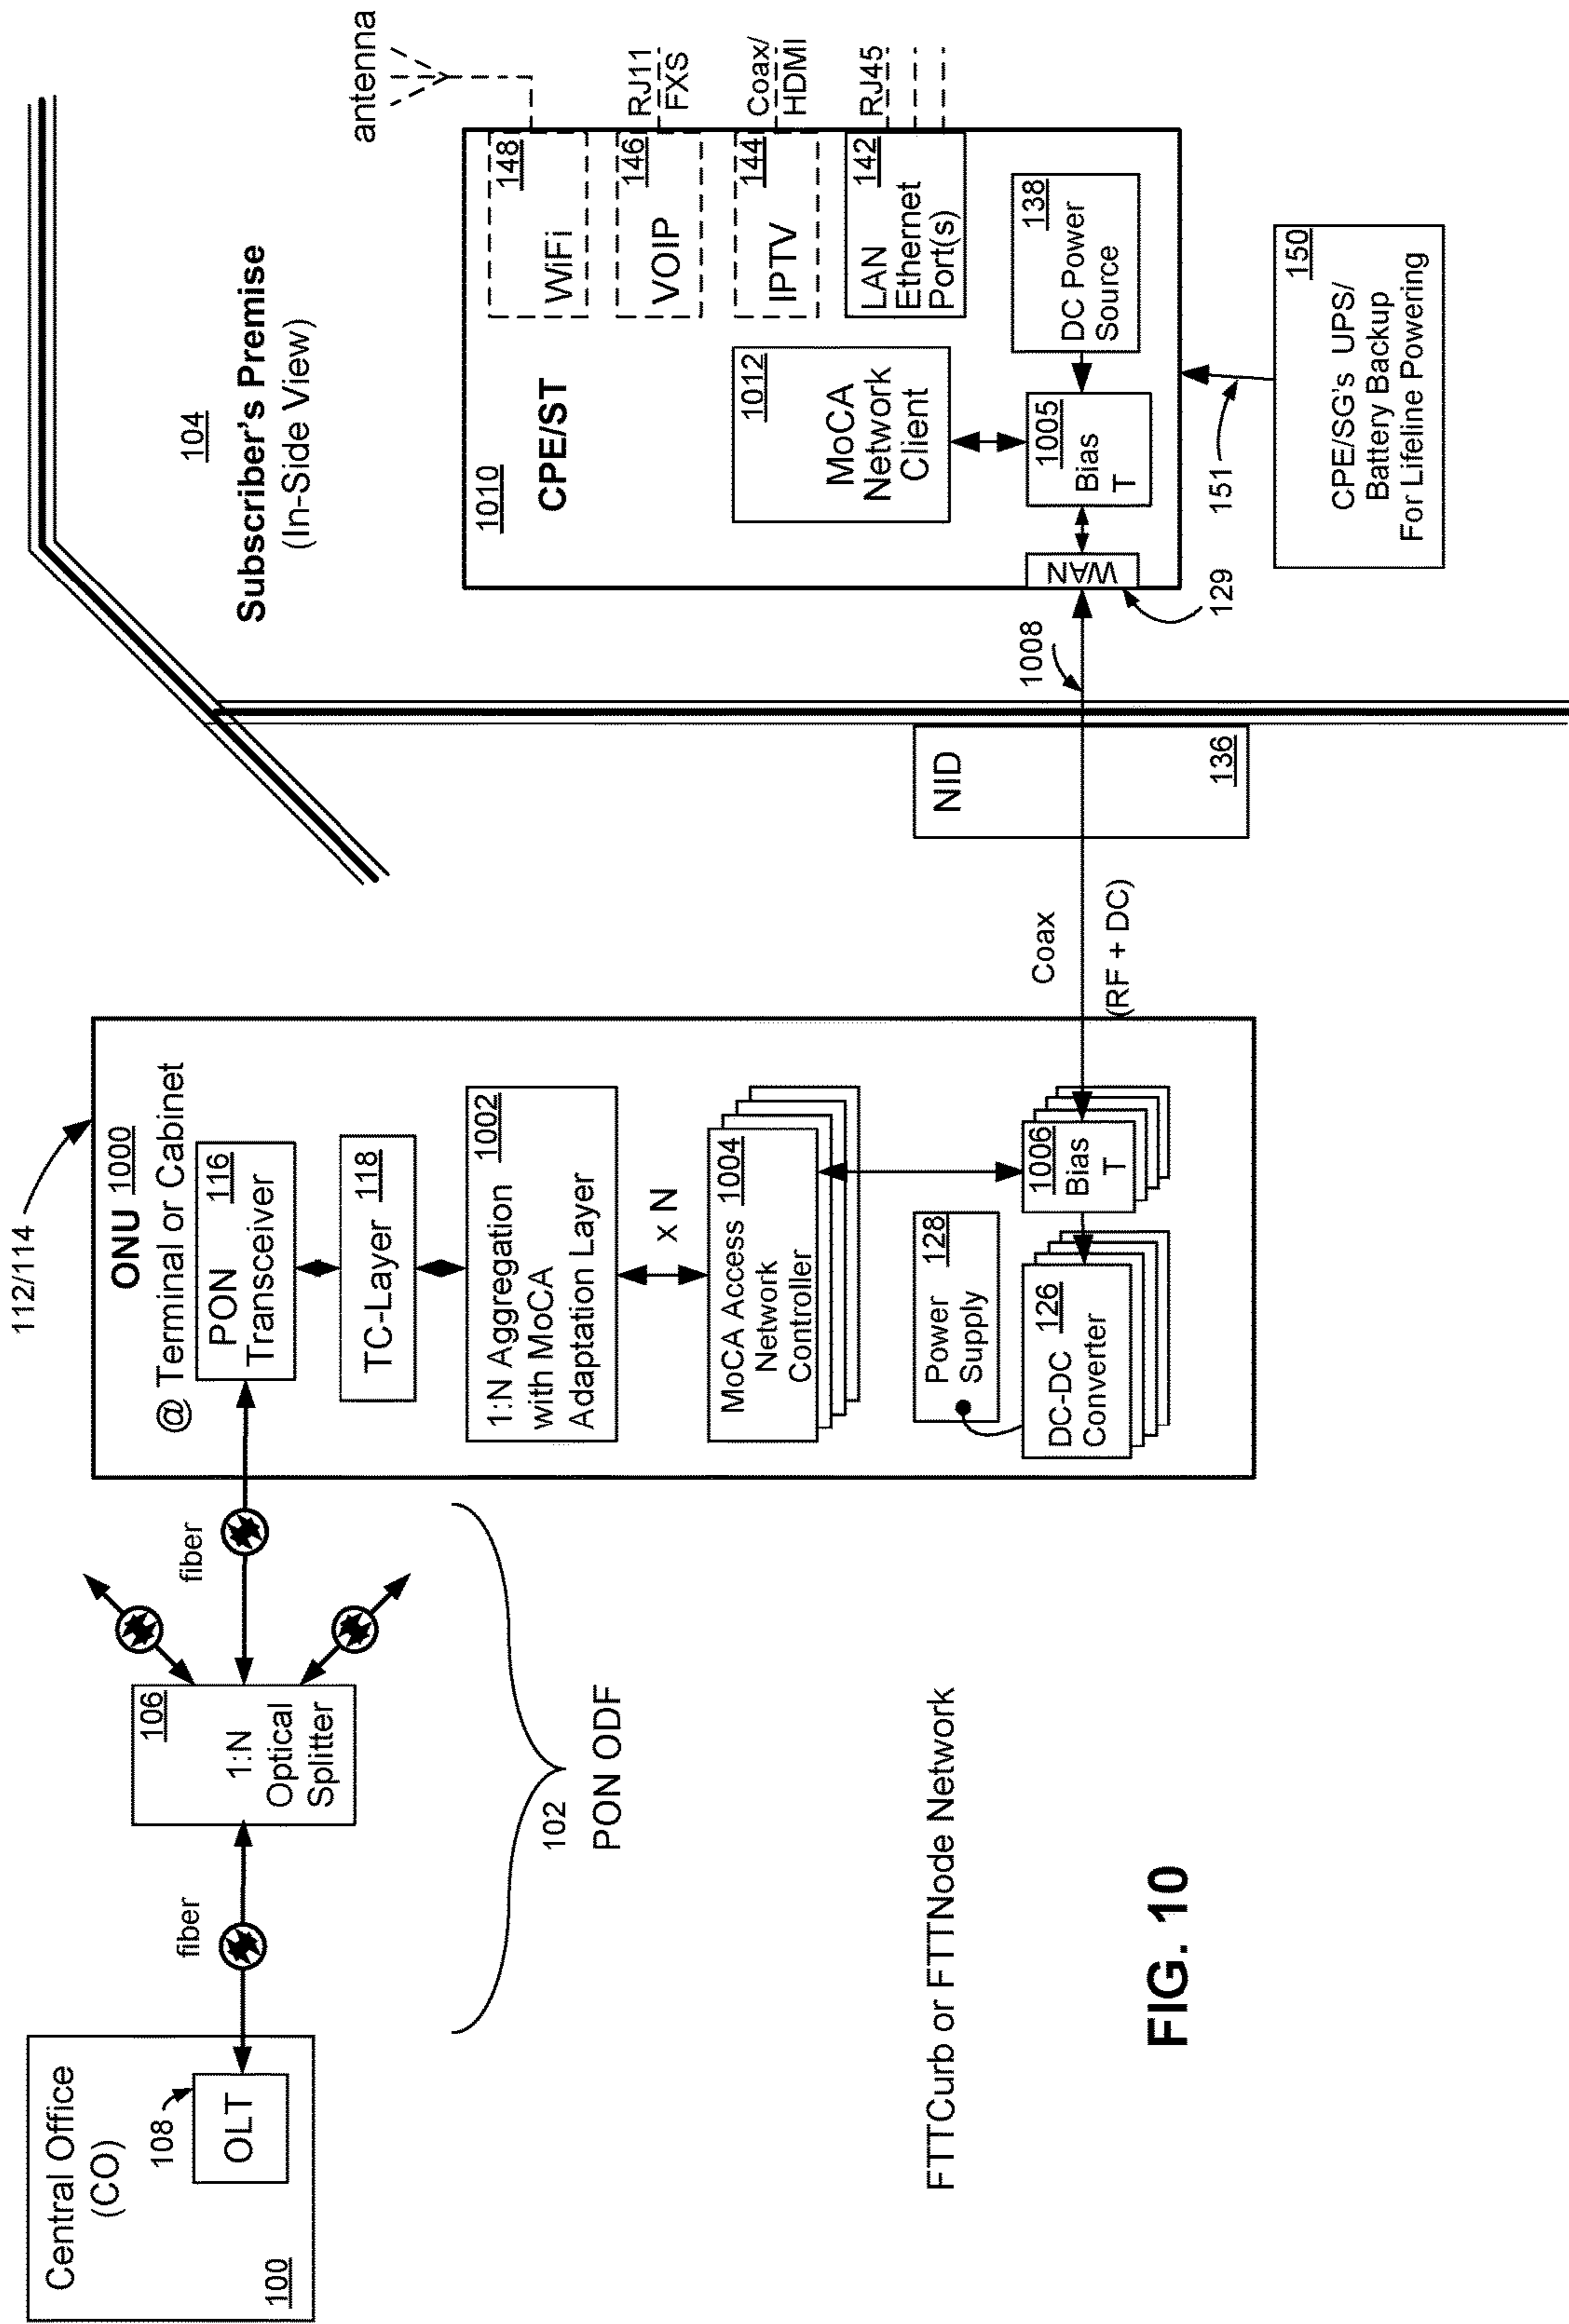 Central Office
(CO)
108
OLT
100
fiber
106
1:N
Optical
Splitter
fiber
102
PON ODF
112/114
ONU 1000
@ Terminal or Cabinet
PON 116
Transceiver
TC-Layer 118
1:N Aggregation 1002
with MoCA
Adaptation Layer
x N
MoCA Access 1004
Network
Controller
Power 128
Supply
DC-DC 126
Converter
1006
Bias
T
Coax
(RF + DC)
NID
136
1008
104
Subscriber's Premise
(In-Side View)
antenna
1010
CPE/ST
148
WiFi
146
VOIP
RJ11
FXS
144
IPTV
Coax/
HDMI
142
LAN
Ethernet
Port(s)
RJ45
1012
MoCA
Network
Client
1005
Bias
T
138
DC Power
Source
WAN
129
151
150
CPE/SG's UPS/
Battery Backup
For Lifeline Powering
FTTCurb or FTTNode Network
FIG. 10